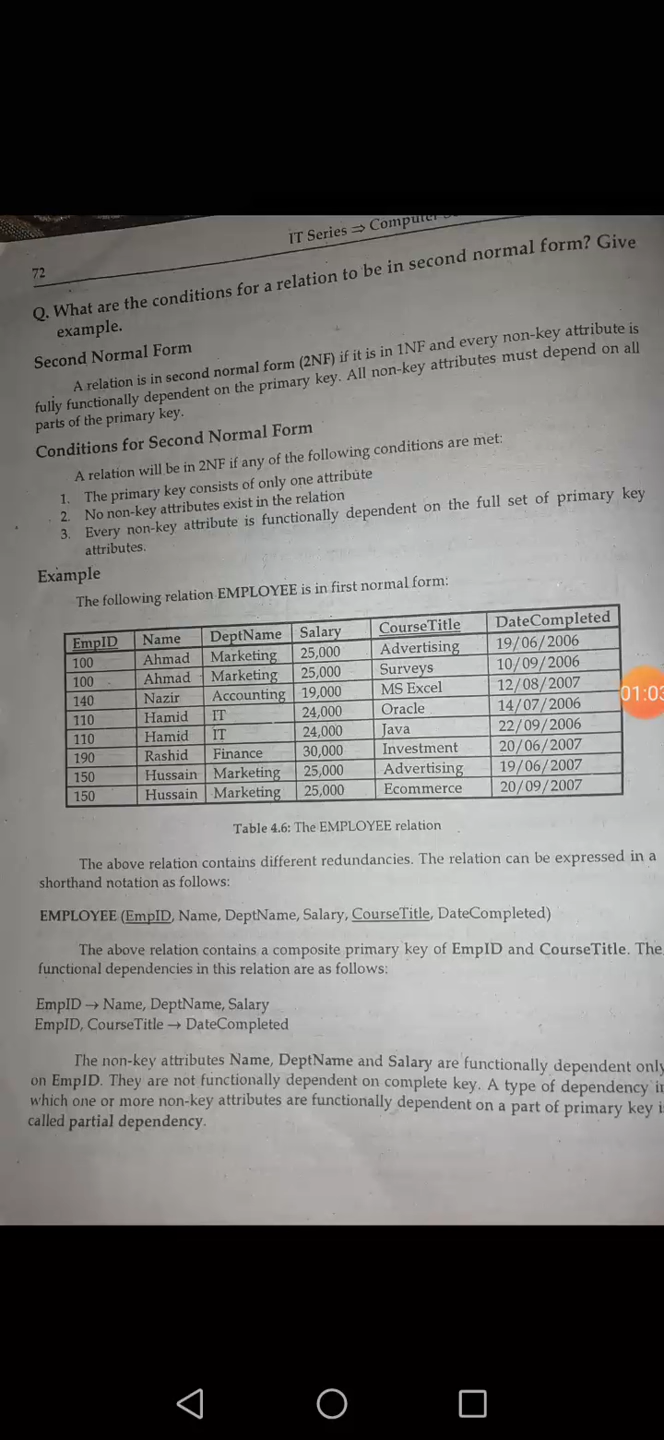 IT Series ⇒ Computer
72
Q. What are the conditions for a relation to be in second normal form? Give
example.
Second Normal Form
A relation is in second normal form (2NF) if it is in 1NF and every non-key attribute is
fully functionally dependent on the primary key. All non-key attributes must depend on all
parts of the primary key.
Conditions for Second Normal Form
A relation will be in 2NF if any of the following conditions are met:
1. The primary key consists of only one attribute
2. No non-key attributes exist in the relation
3. Every non-key attribute is functionally dependent on the full set of primary key
attributes.
Example
The following relation EMPLOYEE is in first normal form:
EmpID Name DeptName Salary CourseTitle DateCompleted
100 Ahmad Marketing 25,000 Advertising 19/06/2006
100 Ahmad Marketing 25,000 Surveys 10/09/2006
140 Nazir Accounting 19,000 MS Excel 12/08/2007
110 Hamid IT 24,000 Oracle 14/07/2006
110 Hamid IT 24,000 Java 22/09/2006
190 Rashid Finance 30,000 Investment 20/06/2007
150 Hussain Marketing 25,000 Advertising 19/06/2007
150 Hussain Marketing 25,000 Ecommerce 20/09/2007
01:03
Table 4.6: The EMPLOYEE relation
The above relation contains different redundancies. The relation can be expressed in a
shorthand notation as follows:
EMPLOYEE (EmpID, Name, DeptName, Salary, CourseTitle, DateCompleted)
The above relation contains a composite primary key of EmpID and CourseTitle. The
functional dependencies in this relation are as follows:
EmpID → Name, DeptName, Salary
EmpID, CourseTitle → DateCompleted
The non-key attributes Name, DeptName and Salary are functionally dependent only
on EmpID. They are not functionally dependent on complete key. A type of dependency i
which one or more non-key attributes are functionally dependent on a part of primary key i
called partial dependency.